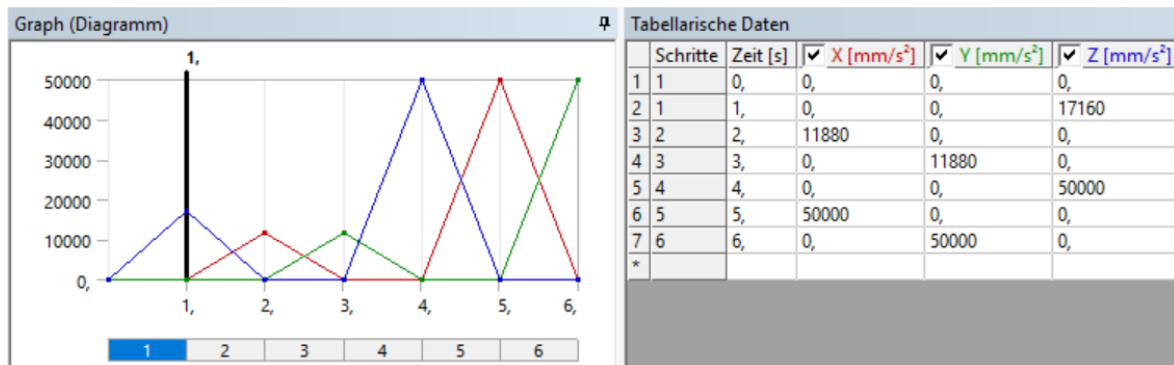 Graph (Diagramm)
1,
50000
40000
30000
20000
10000
0,
1, 2, 3, 4, 5, 6,
1 2 3 4 5 6
Tabellarische Daten
Schritte Zeit [s] X [mm/s²] Y [mm/s²] Z [mm/s²]
1 1 0, 0, 0, 0,
2 1 1, 0, 0, 17160
3 2 2, 11880 0, 0,
4 3 3, 0, 11880 0,
5 4 4, 0, 0, 50000
6 5 5, 50000 0, 0,
7 6 6, 0, 50000 0,
*